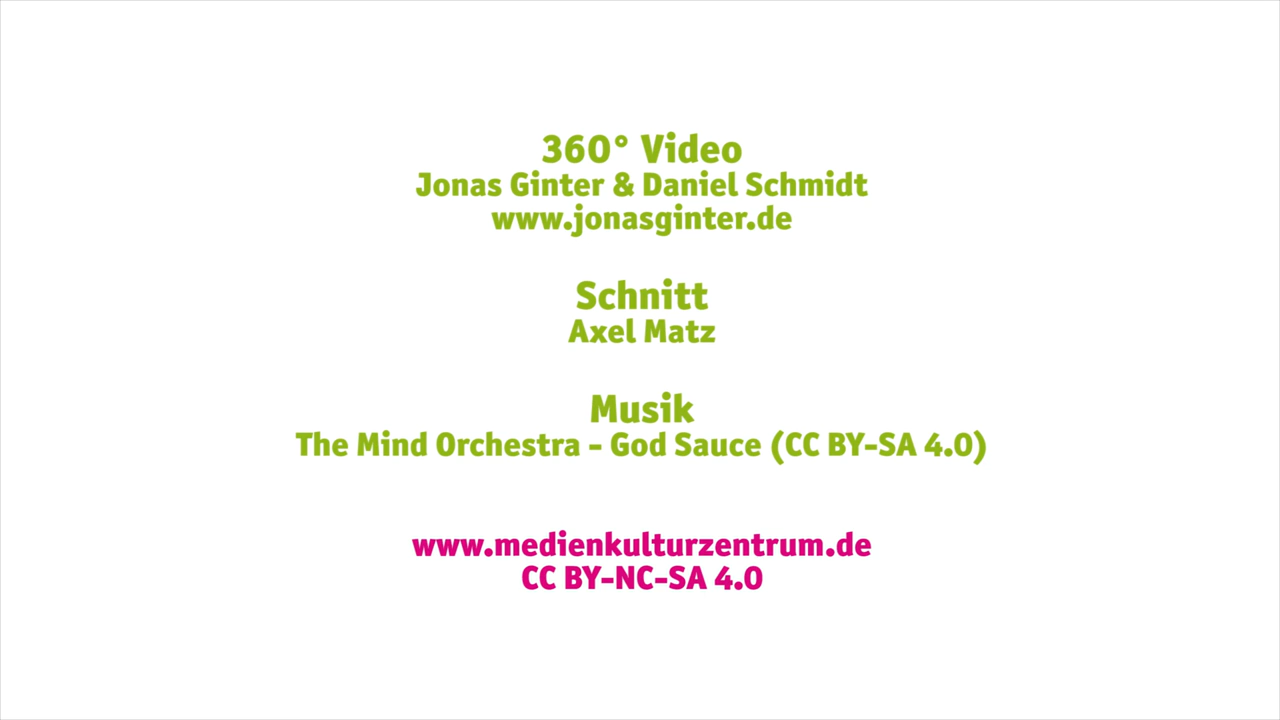 360° Video
Jonas Ginter & Daniel Schmidt
www.jonasginter.de
Schnitt
Axel Matz
Musik
The Mind Orchestra - God Sauce (CC BY-SA 4.0)
www.medienkulturzentrum.de
CC BY-NC-SA 4.0